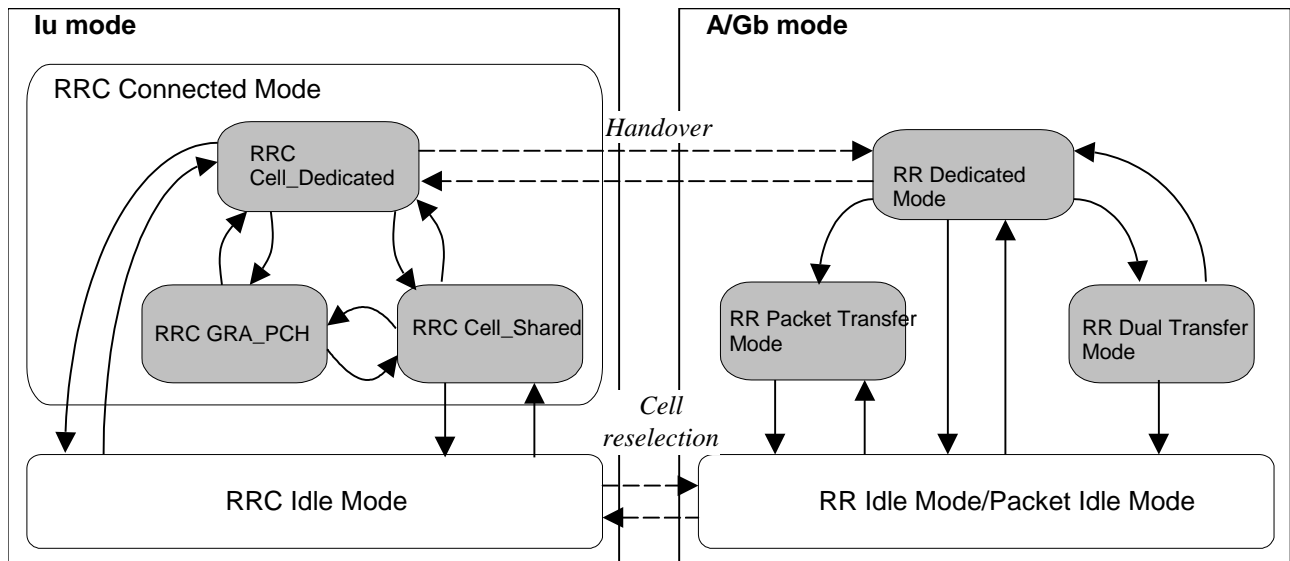 Iu mode
A/Gb mode
RRC Connected Mode
RRC
Cell_Dedicated
Handover
RR Dedicated
Mode
RRC GRA_PCH
RRC Cell_Shared
RR Packet Transfer
Mode
RR Dual Transfer
Mode
Cell
reselection
RRC Idle Mode
RR Idle Mode/Packet Idle Mode